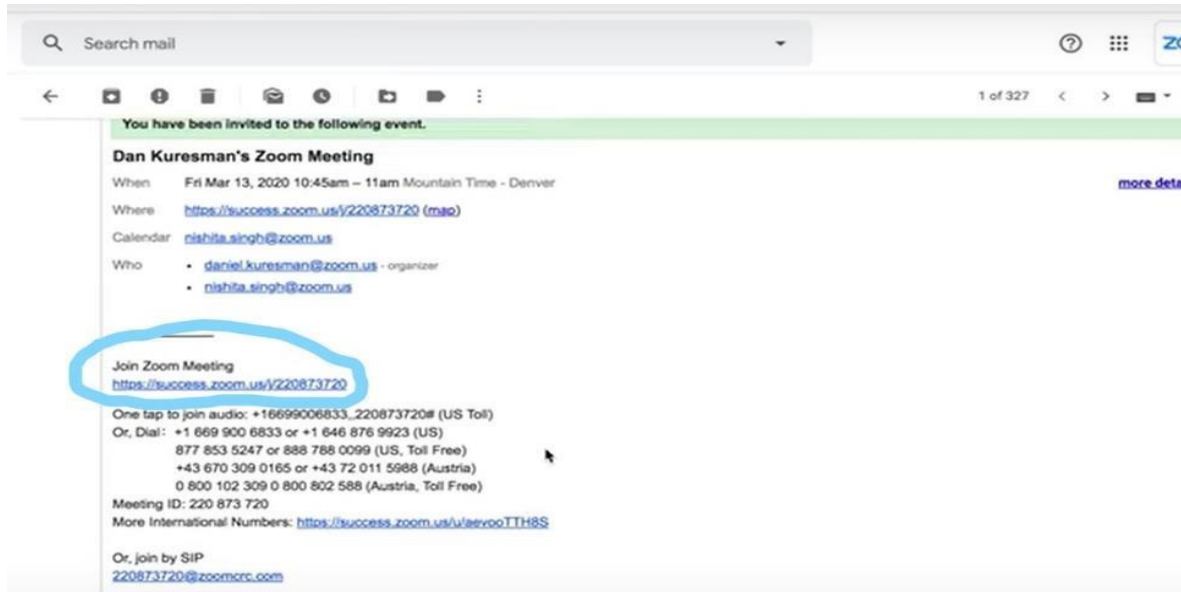 Search mail
ZO
1 of 327
You have been invited to the following event.
Dan Kuresman's Zoom Meeting
When Fri Mar 13, 2020 10:45am – 11am Mountain Time - Denver
more deta
Where https://success.zoom.us/j/220873720 (map)
Calendar nishita.singh@zoom.us
Who • daniel.kuresman@zoom.us - organizer
• nishita.singh@zoom.us
Join Zoom Meeting
https://success.zoom.us/j/220873720
One tap to join audio: +16699006833,,220873720# (US Toll)
Or, Dial: +1 669 900 6833 or +1 646 876 9923 (US)
877 853 5247 or 888 788 0099 (US, Toll Free)
+43 670 309 0165 or +43 72 011 5988 (Austria)
0 800 102 309 0 800 802 588 (Austria, Toll Free)
Meeting ID: 220 873 720
More International Numbers: https://success.zoom.us/u/aevooTTH8S
Or, join by SIP
220873720@zoomcrc.com